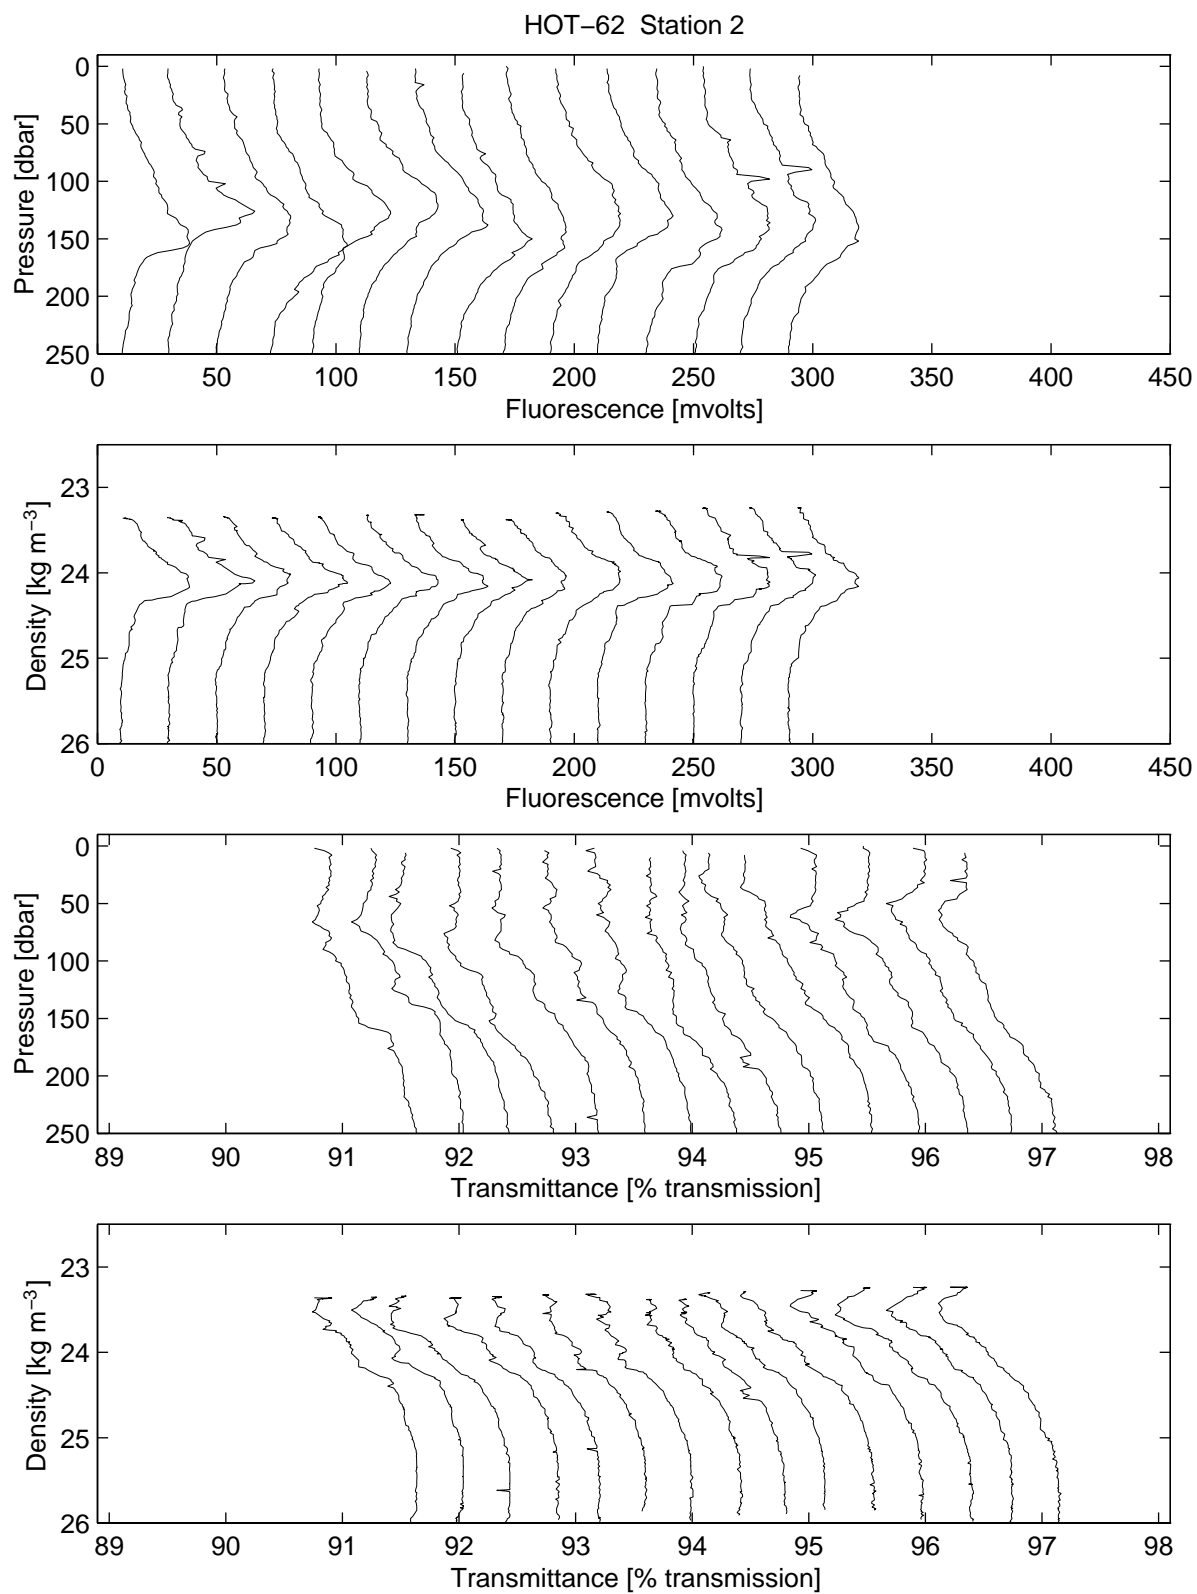 HOT−62 Station 2
0
50
100
150
200
250
Pressure [dbar]
0 50 100 150 200 250 300 350 400 450
Fluorescence [mvolts]
23
24
25
26
Density [kg m−3]
0 50 100 150 200 250 300 350 400 450
Fluorescence [mvolts]
0
50
100
150
200
250
Pressure [dbar]
89 90 91 92 93 94 95 96 97 98
Transmittance [% transmission]
23
24
25
26
Density [kg m−3]
89 90 91 92 93 94 95 96 97 98
Transmittance [% transmission]